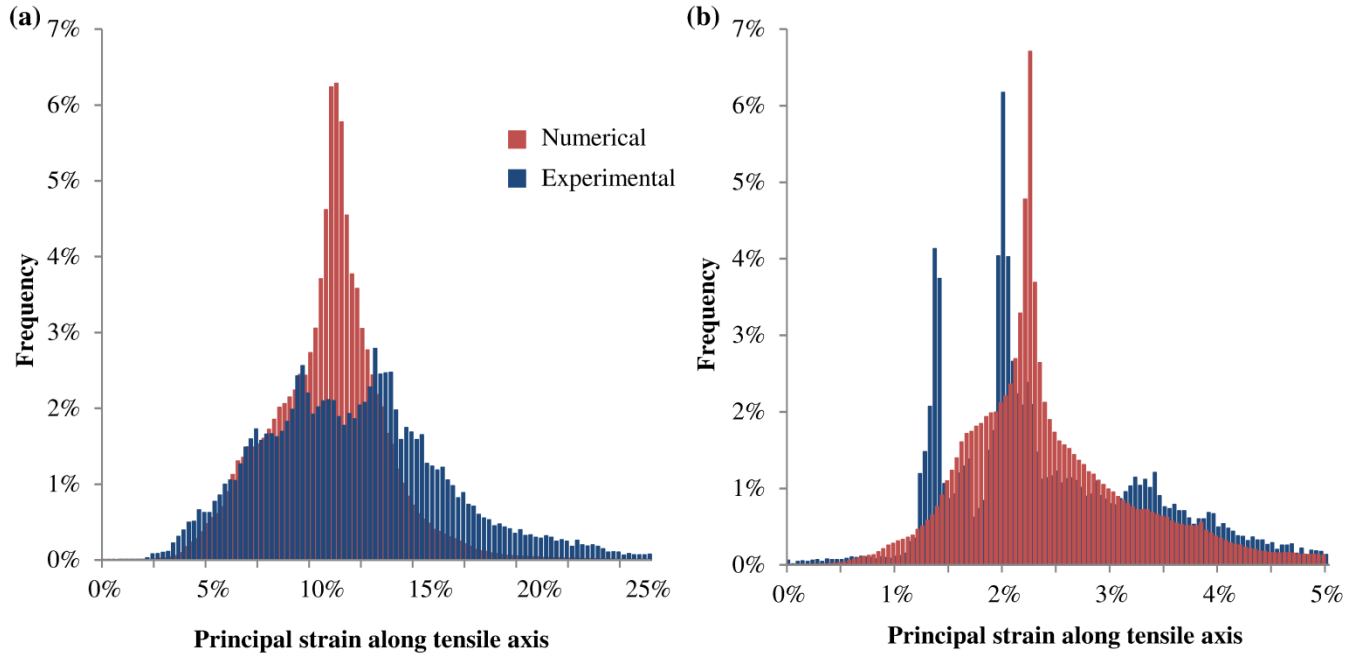 (a)
7%
6%
5%
4%
3%
2%
1%
0%
Frequency
Numerical
Experimental
0% 5% 10% 15% 20% 25%
Principal strain along tensile axis
(b)
7%
6%
5%
4%
3%
2%
1%
0%
Frequency
0% 1% 2% 3% 4% 5%
Principal strain along tensile axis